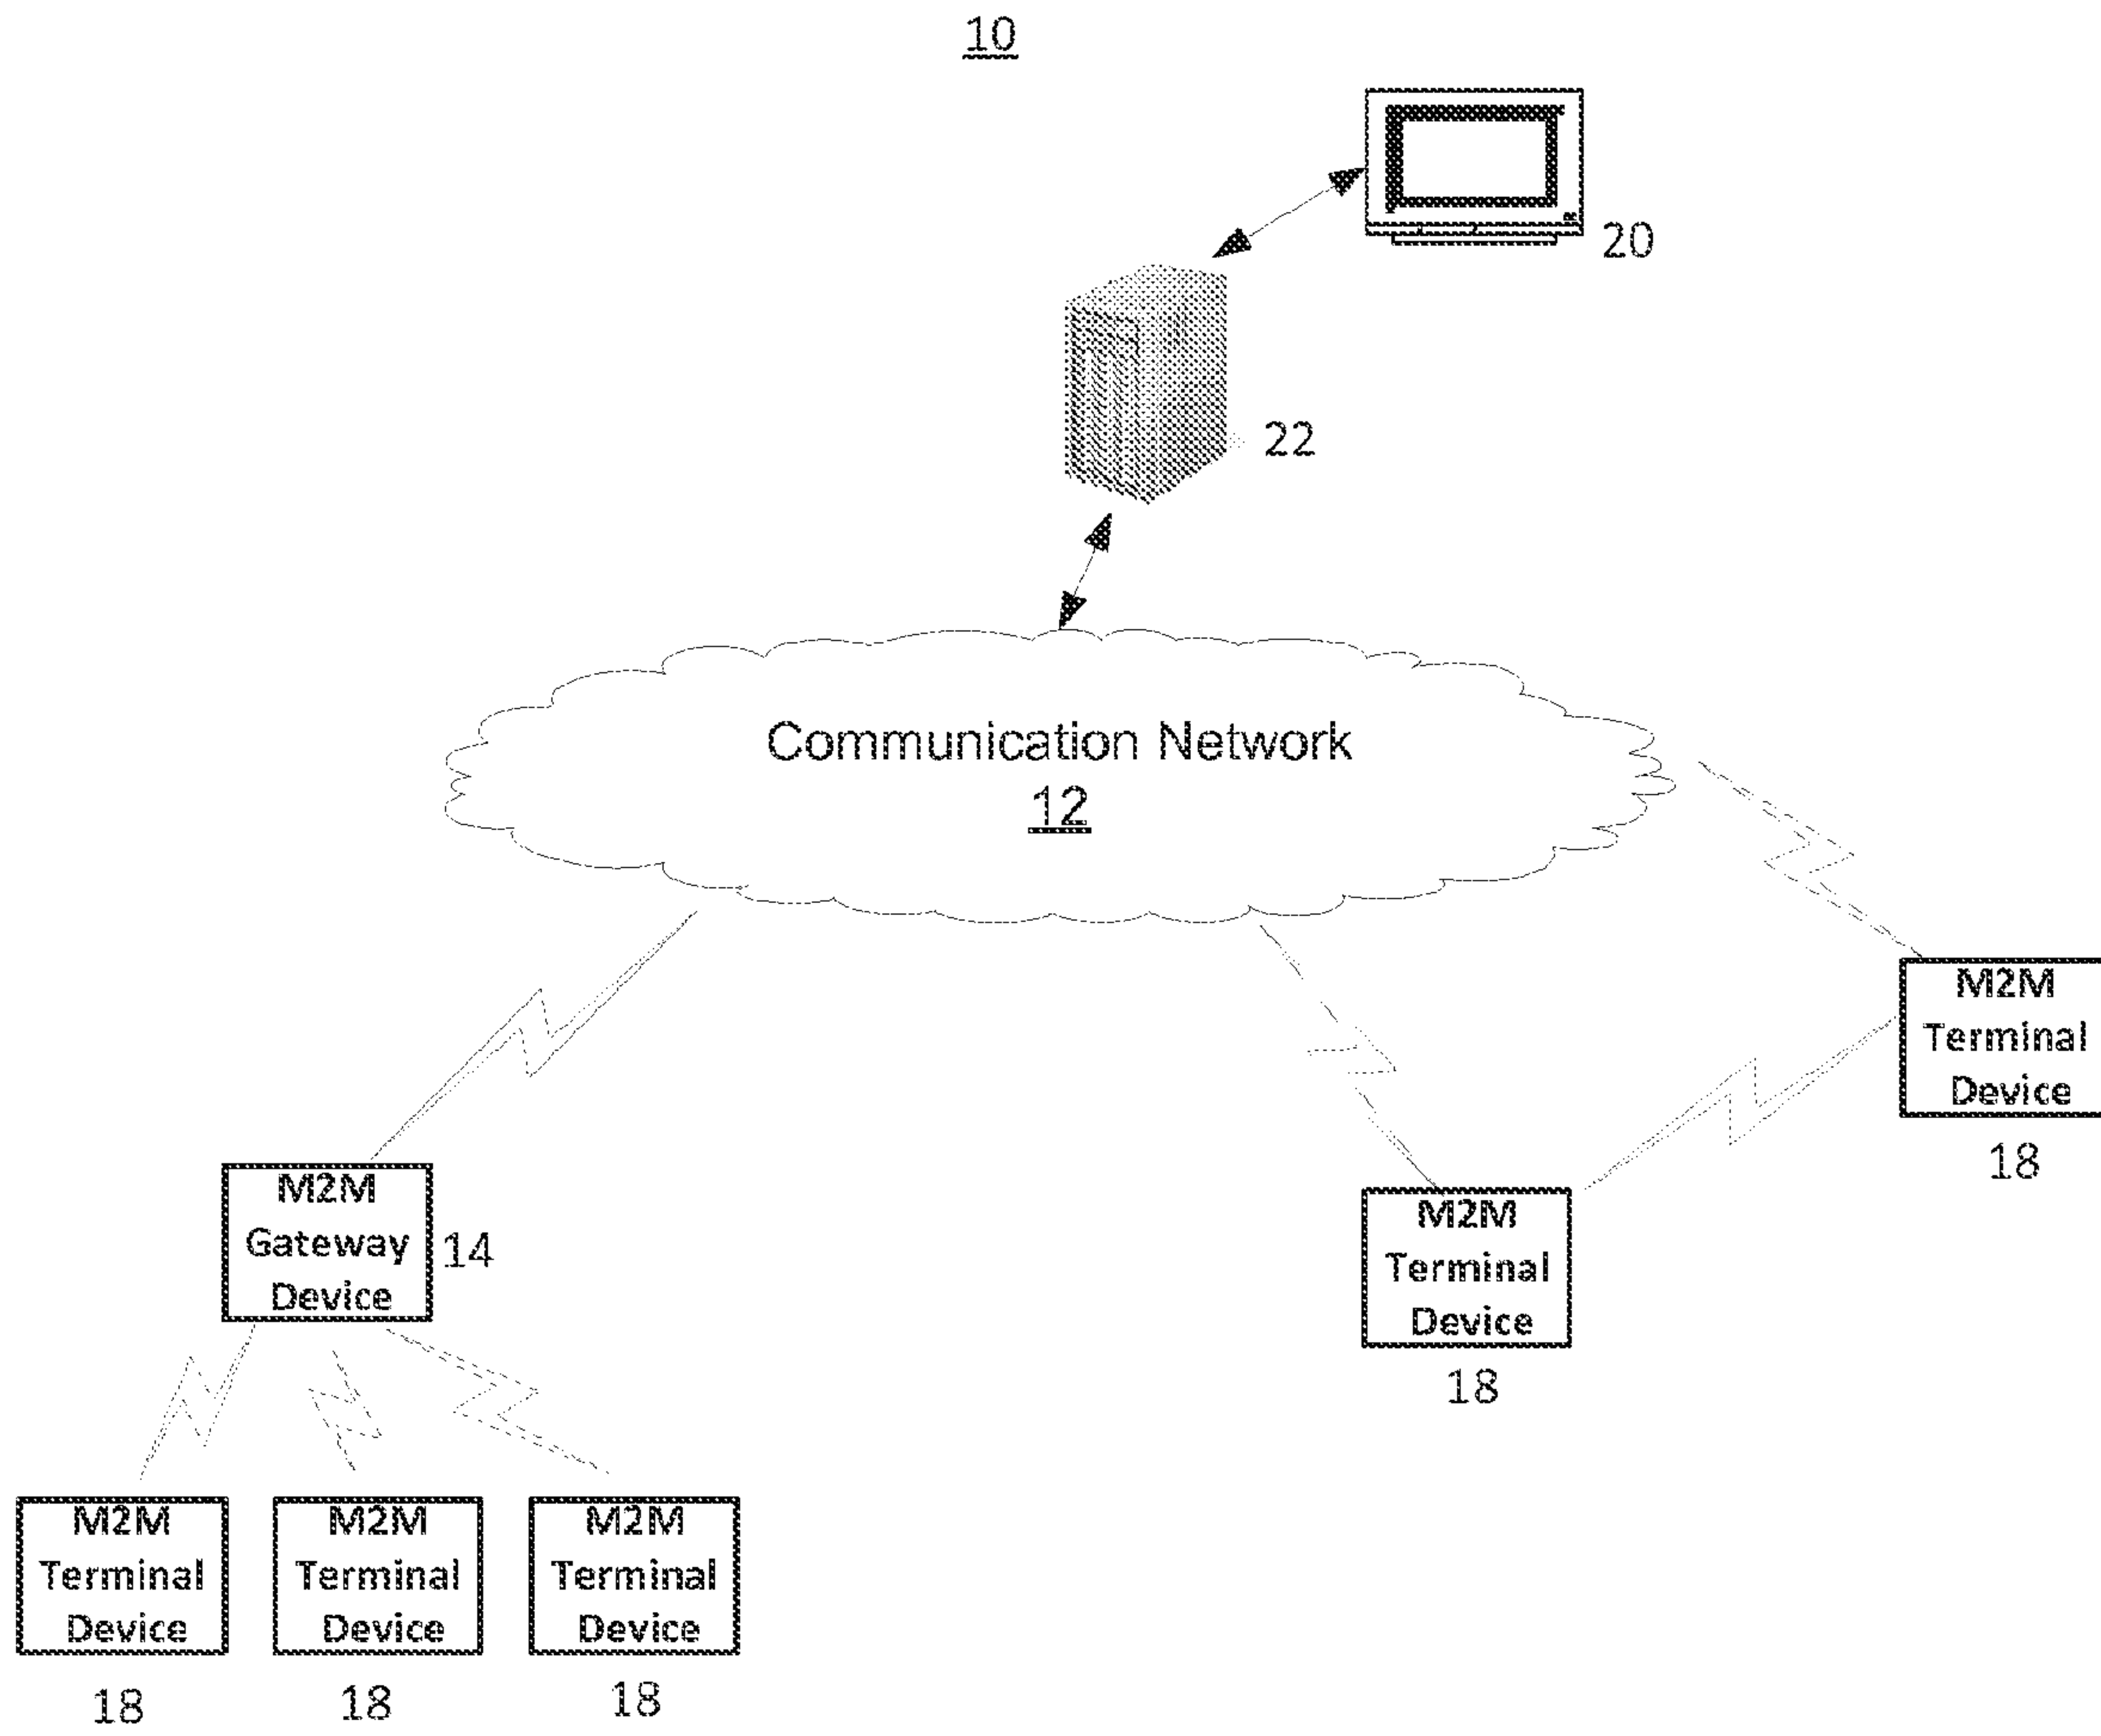 10
20
22
Communication Network
12
M2M
Terminal
Device
18
M2M
Gateway
Device
14
M2M
Terminal
Device
18
M2M
Terminal
Device
18
M2M
Terminal
Device
18
M2M
Terminal
Device
18